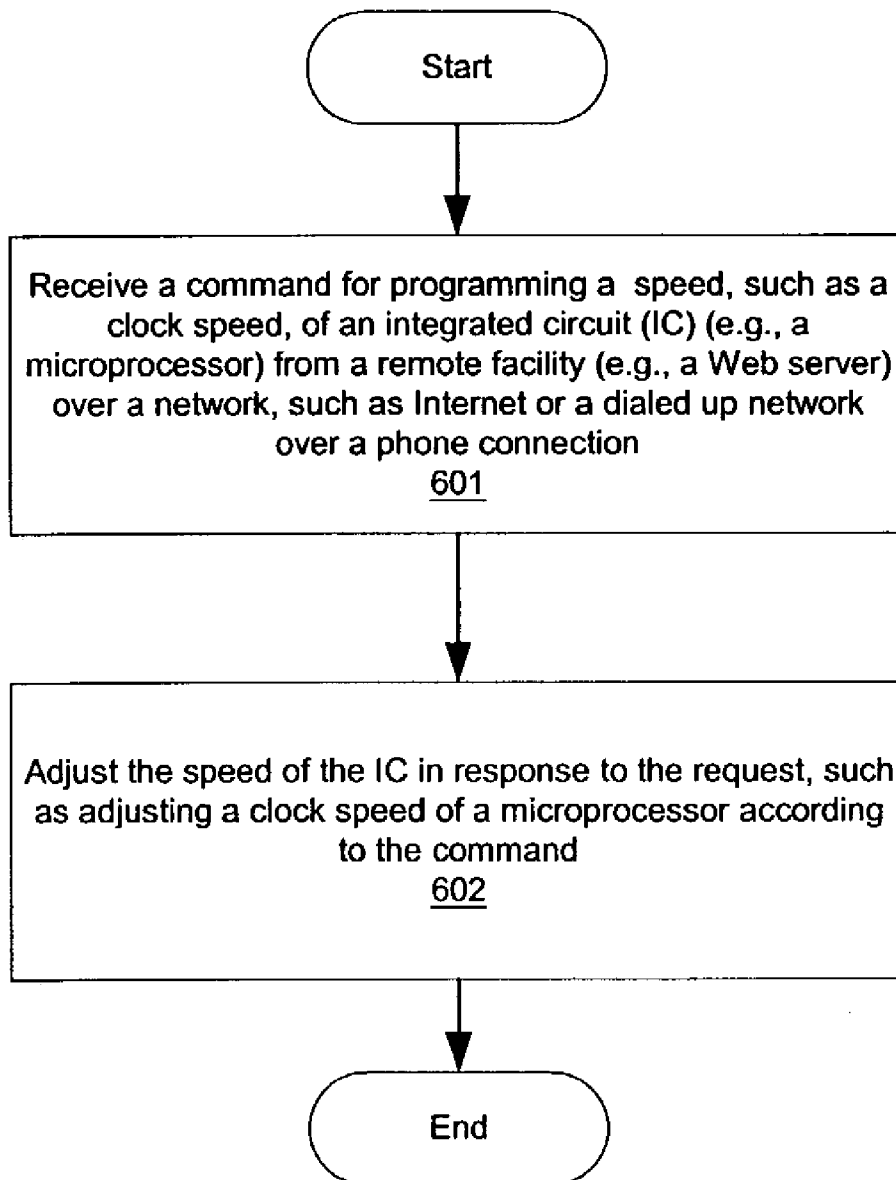 Start
Receive a command for programming a speed, such as a
clock speed, of an integrated circuit (IC) (e.g., a
microprocessor) from a remote facility (e.g., a Web server)
over a network, such as Internet or a dialed up network
over a phone connection
601
Adjust the speed of the IC in response to the request, such
as adjusting a clock speed of a microprocessor according
to the command
602
End